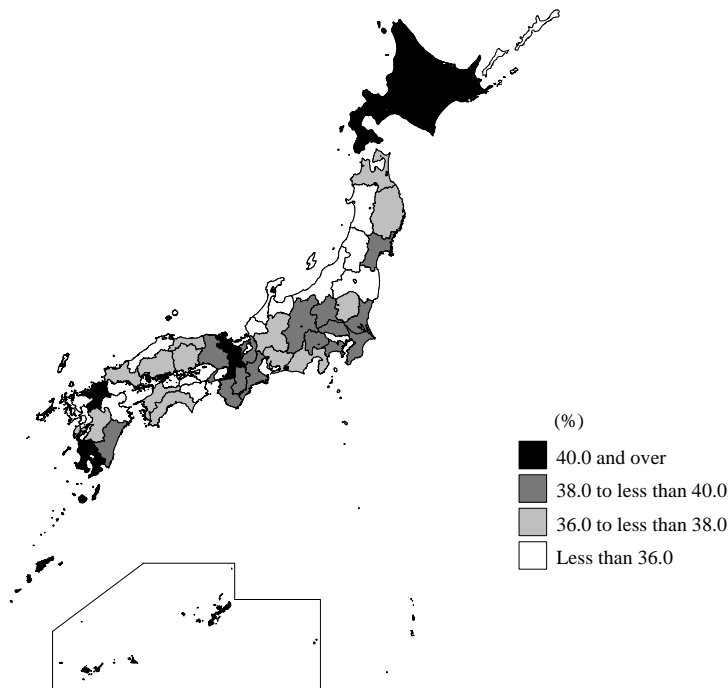 (%)
40.0 and over
38.0 to less than 40.0
36.0 to less than 38.0
Less than 36.0